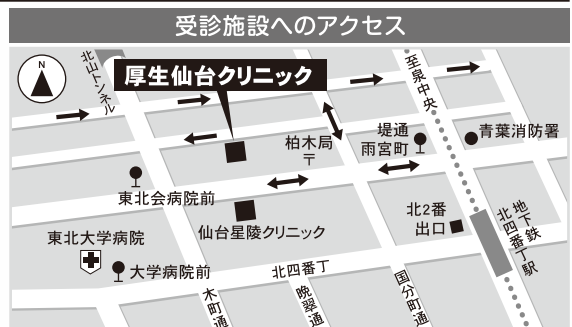 受診施設へのアクセス
N
北山トンネル
厚生仙台クリニック
至泉中央
柏木局
〒
堤通
雨宮町
青葉消防署
東北会病院前
仙台星陵クリニック
北2番
出口
地下鉄
北四番丁駅
東北大学病院
大学病院前
北四番丁
木町通
晩翠通
国分町通